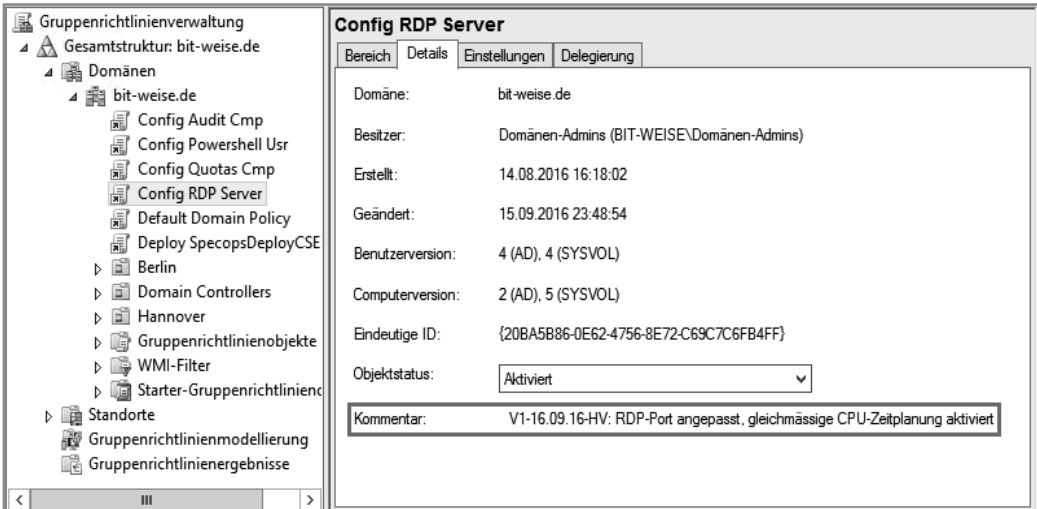 Gruppenrichtlinienverwaltung
Gesamtstruktur: bit-weise.de
Domänen
bit-weise.de
Config Audit Cmp
Config Powershell Usr
Config Quotas Cmp
Config RDP Server
Default Domain Policy
Deploy SpecopsDeployCSE
Berlin
Domain Controllers
Hannover
Gruppenrichtlinienobjekte
WMI-Filter
Starter-Gruppenrichtlinienc
Standorte
Gruppenrichtlinienmodellierung
Gruppenrichtlinienergebnisse
Config RDP Server
Bereich Details Einstellungen Delegierung
Domäne: bit-weise.de
Besitzer: Domänen-Admins (BIT-WEISE\Domänen-Admins)
Erstellt: 14.08.2016 16:18:02
Geändert: 15.09.2016 23:48:54
Benutzerversion: 4 (AD), 4 (SYSVOL)
Computerversion: 2 (AD), 5 (SYSVOL)
Eindeutige ID: {20BA5B86-0E62-4756-8E72-C69C7C6FB4FF}
Objektstatus: Aktiviert
Kommentar: V1-16.09.16-HV: RDP-Port angepasst, gleichmässige CPU-Zeitplanung aktiviert